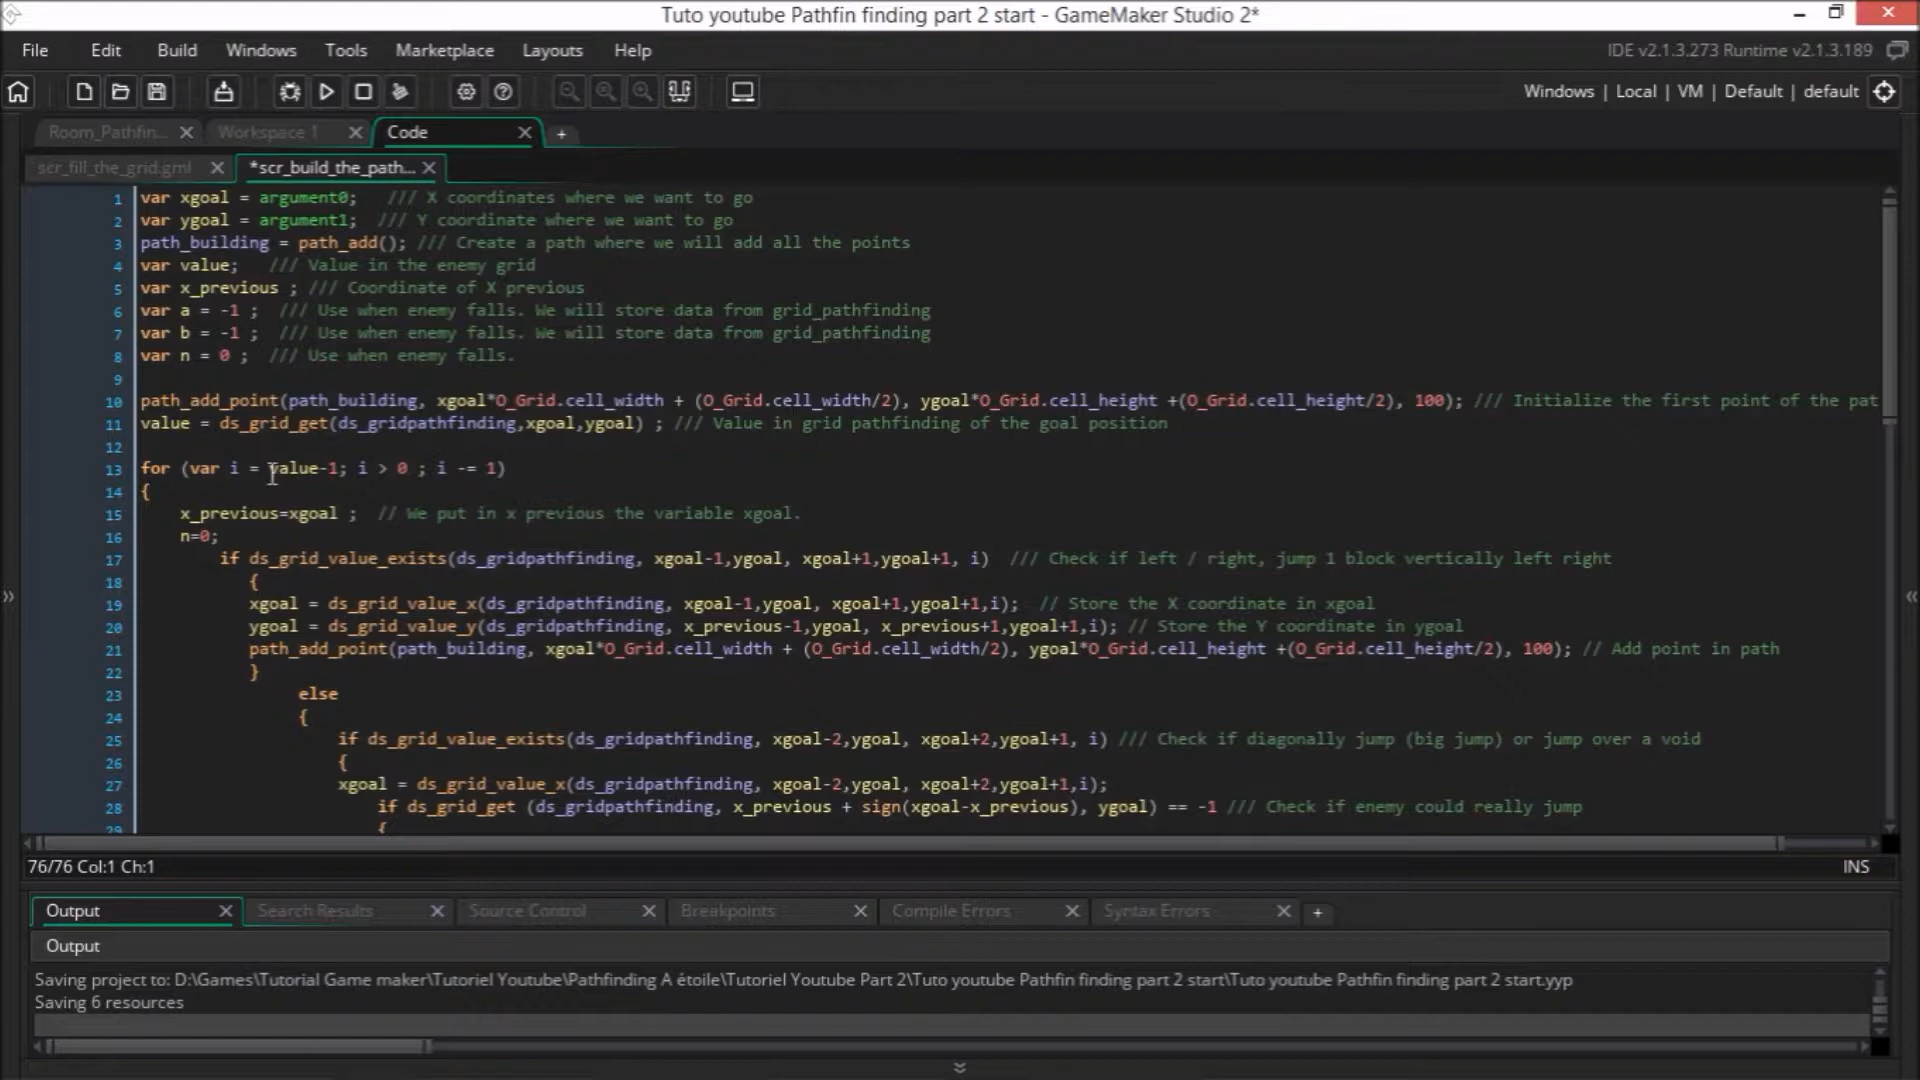 Tuto youtube Pathfin finding part 2 start - GameMaker Studio 2*
File Edit Build Windows Tools Marketplace Layouts Help
IDE v2.1.3.273 Runtime v2.1.3.189
Windows | Local | VM | Default | default
Room_Pathfin... Workspace 1 Code
scr_fill_the_grid.gml *scr_build_the_path...
1 var xgoal = argument0; /// X coordinates where we want to go
2 var ygoal = argument1; /// Y coordinate where we want to go
3 path_building = path_add(); /// Create a path where we will add all the points
4 var value; /// Value in the enemy grid
5 var x_previous ; /// Coordinate of X previous
6 var a = -1 ; /// Use when enemy falls. We will store data from grid_pathfinding
7 var b = -1 ; /// Use when enemy falls. We will store data from grid_pathfinding
8 var n = 0 ; /// Use when enemy falls.
9
10 path_add_point(path_building, xgoal*O_Grid.cell_width + (O_Grid.cell_width/2), ygoal*O_Grid.cell_height +(O_Grid.cell_height/2), 100); /// Initialize the first point of the pat
11 value = ds_grid_get(ds_gridpathfinding,xgoal,ygoal) ; /// Value in grid pathfinding of the goal position
12
13 for (var i = value-1; i > 0 ; i -= 1)
14 {
15 x_previous=xgoal ; // We put in x previous the variable xgoal.
16 n=0;
17 if ds_grid_value_exists(ds_gridpathfinding, xgoal-1,ygoal, xgoal+1,ygoal+1, i) /// Check if left / right, jump 1 block vertically left right
18 {
19 xgoal = ds_grid_value_x(ds_gridpathfinding, xgoal-1,ygoal, xgoal+1,ygoal+1,i); // Store the X coordinate in xgoal
20 ygoal = ds_grid_value_y(ds_gridpathfinding, x_previous-1,ygoal, x_previous+1,ygoal+1,i); // Store the Y coordinate in ygoal
21 path_add_point(path_building, xgoal*O_Grid.cell_width + (O_Grid.cell_width/2), ygoal*O_Grid.cell_height +(O_Grid.cell_height/2), 100); // Add point in path
22 }
23 else
24 {
25 if ds_grid_value_exists(ds_gridpathfinding, xgoal-2,ygoal, xgoal+2,ygoal+1, i) /// Check if diagonally jump (big jump) or jump over a void
26 {
27 xgoal = ds_grid_value_x(ds_gridpathfinding, xgoal-2,ygoal, xgoal+2,ygoal+1,i);
28 if ds_grid_get (ds_gridpathfinding, x_previous + sign(xgoal-x_previous), ygoal) == -1 /// Check if enemy could really jump
29 {
76/76 Col:1 Ch:1 INS
Output Search Results Source Control Breakpoints Compile Errors Syntax Errors
Output
Saving project to: D:\Games\Tutorial Game maker\Tutoriel Youtube\Pathfinding A étoile\Tutoriel Youtube Part 2\Tuto youtube Pathfin finding part 2 start\Tuto youtube Pathfin finding part 2 start.yyp
Saving 6 resources